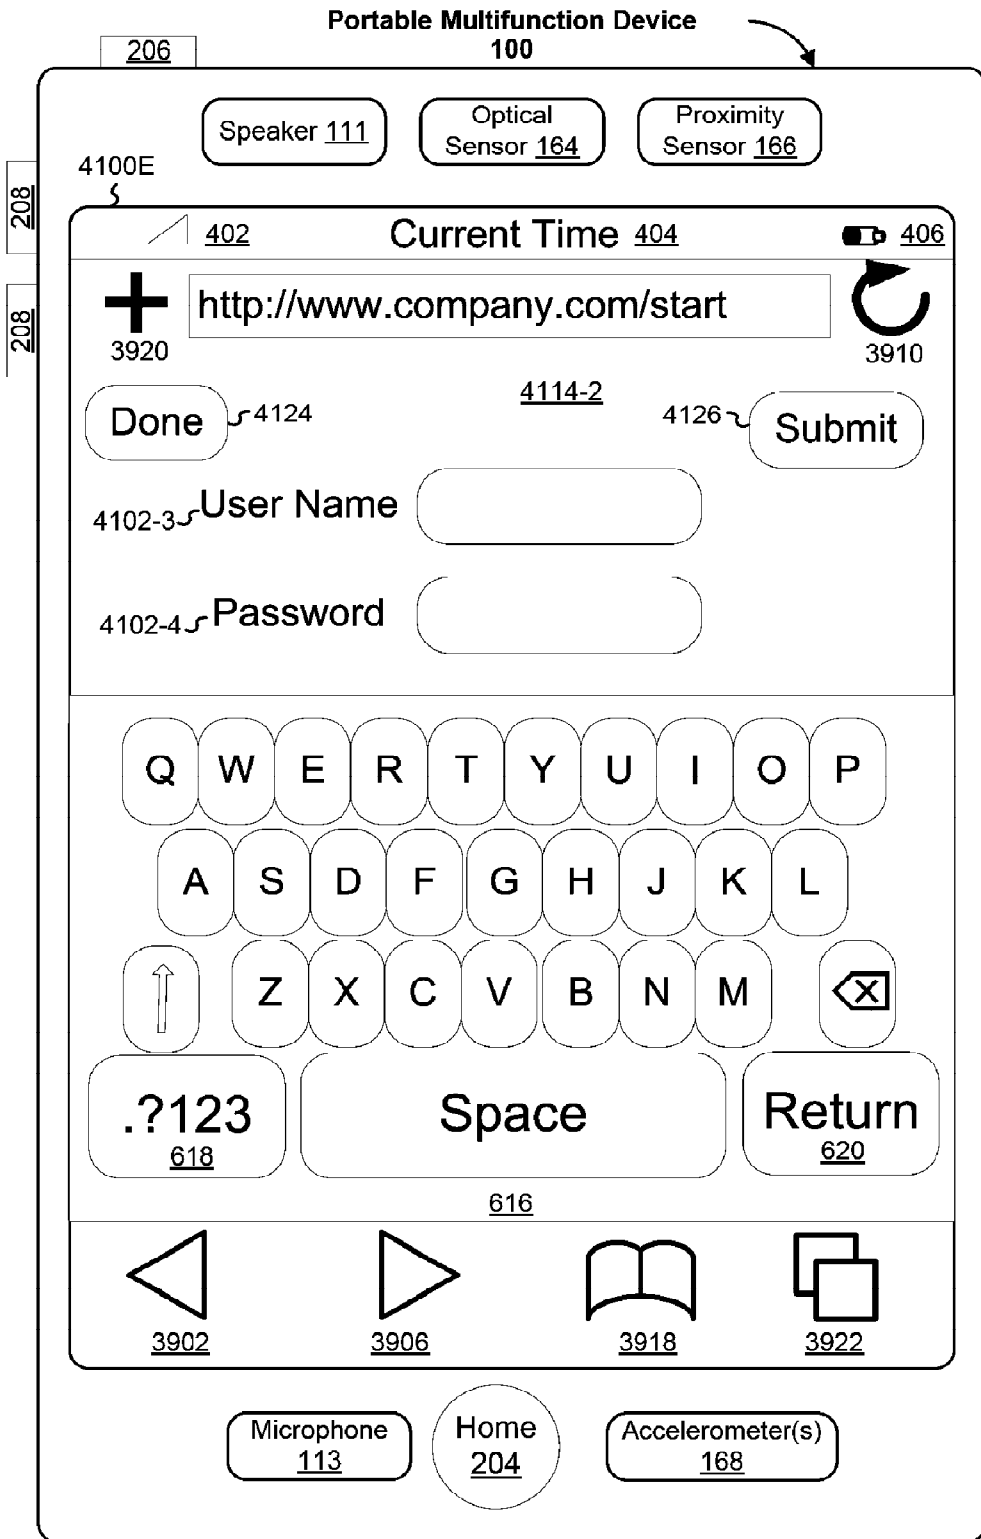 Portable Multifunction Device
100
206
Speaker 111
Optical
Sensor 164
Proximity
Sensor 166
4100E
208
208
402
Current Time 404
406
http://www.company.com/start
3920
3910
4114-2
Done
4124
4126
Submit
4102-3
User Name
4102-4
Password
Q W E R T Y U I O P
A S D F G H J K L
Z X C V B N M X
.?123
618
Space
Return
620
616
3902
3906
3918
3922
Microphone
113
Home
204
Accelerometer(s)
168